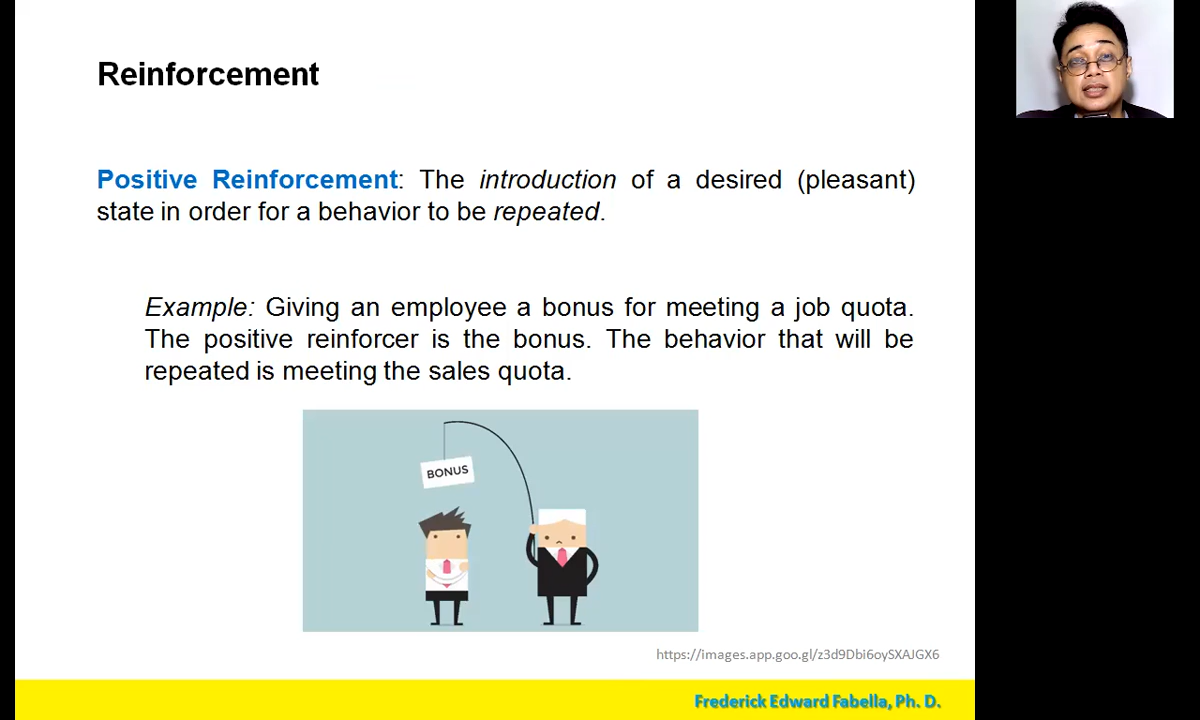 Reinforcement
Positive Reinforcement: The introduction of a desired (pleasant)
state in order for a behavior to be repeated.
Example: Giving an employee a bonus for meeting a job quota.
The positive reinforcer is the bonus. The behavior that will be
repeated is meeting the sales quota.
BONUS
https://images.app.goo.gl/z3d9Dbi6oySXAJGX6
Frederick Edward Fabella, Ph. D.